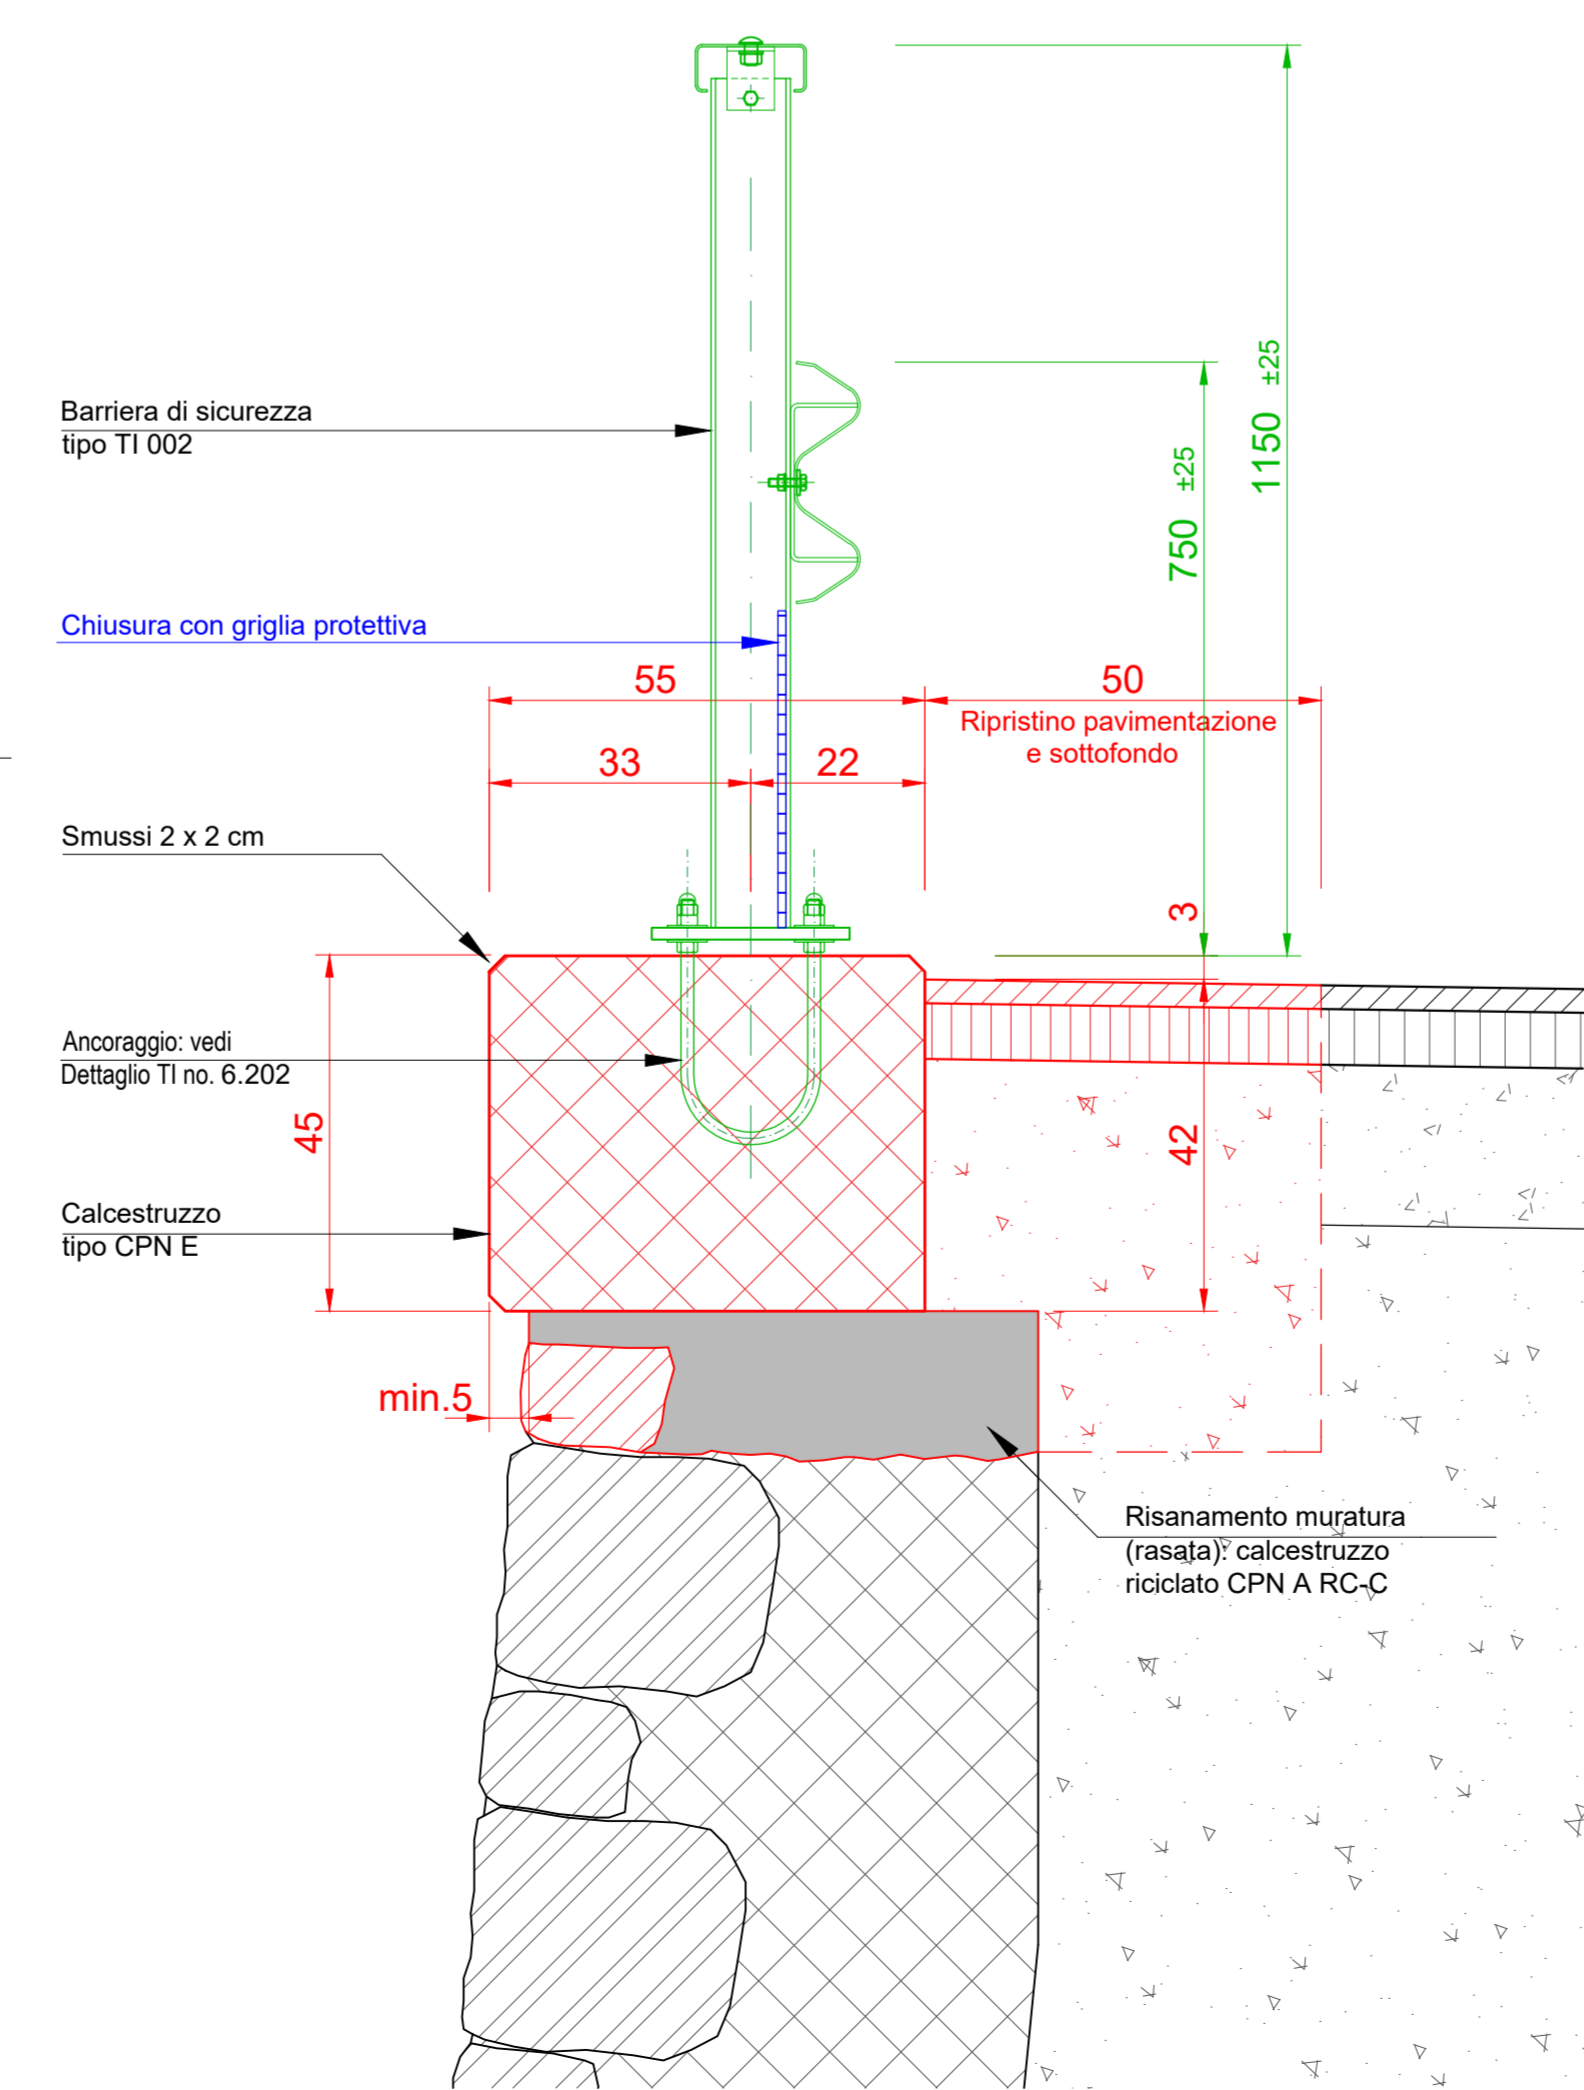 1150 ±25
750 ±25
Barriera di sicurezza
tipo TI 002
Chiusura con griglia protettiva
55
50
Ripristino pavimentazione
e sottofondo
33
22
Smussi 2 x 2 cm
3
Ancoraggio: vedi
Dettaglio TI no. 6.202
45
42
Calcestruzzo
tipo CPN E
min.5
Risanamento muratura
(rasata): calcestruzzo
riciclato CPN A RC-C